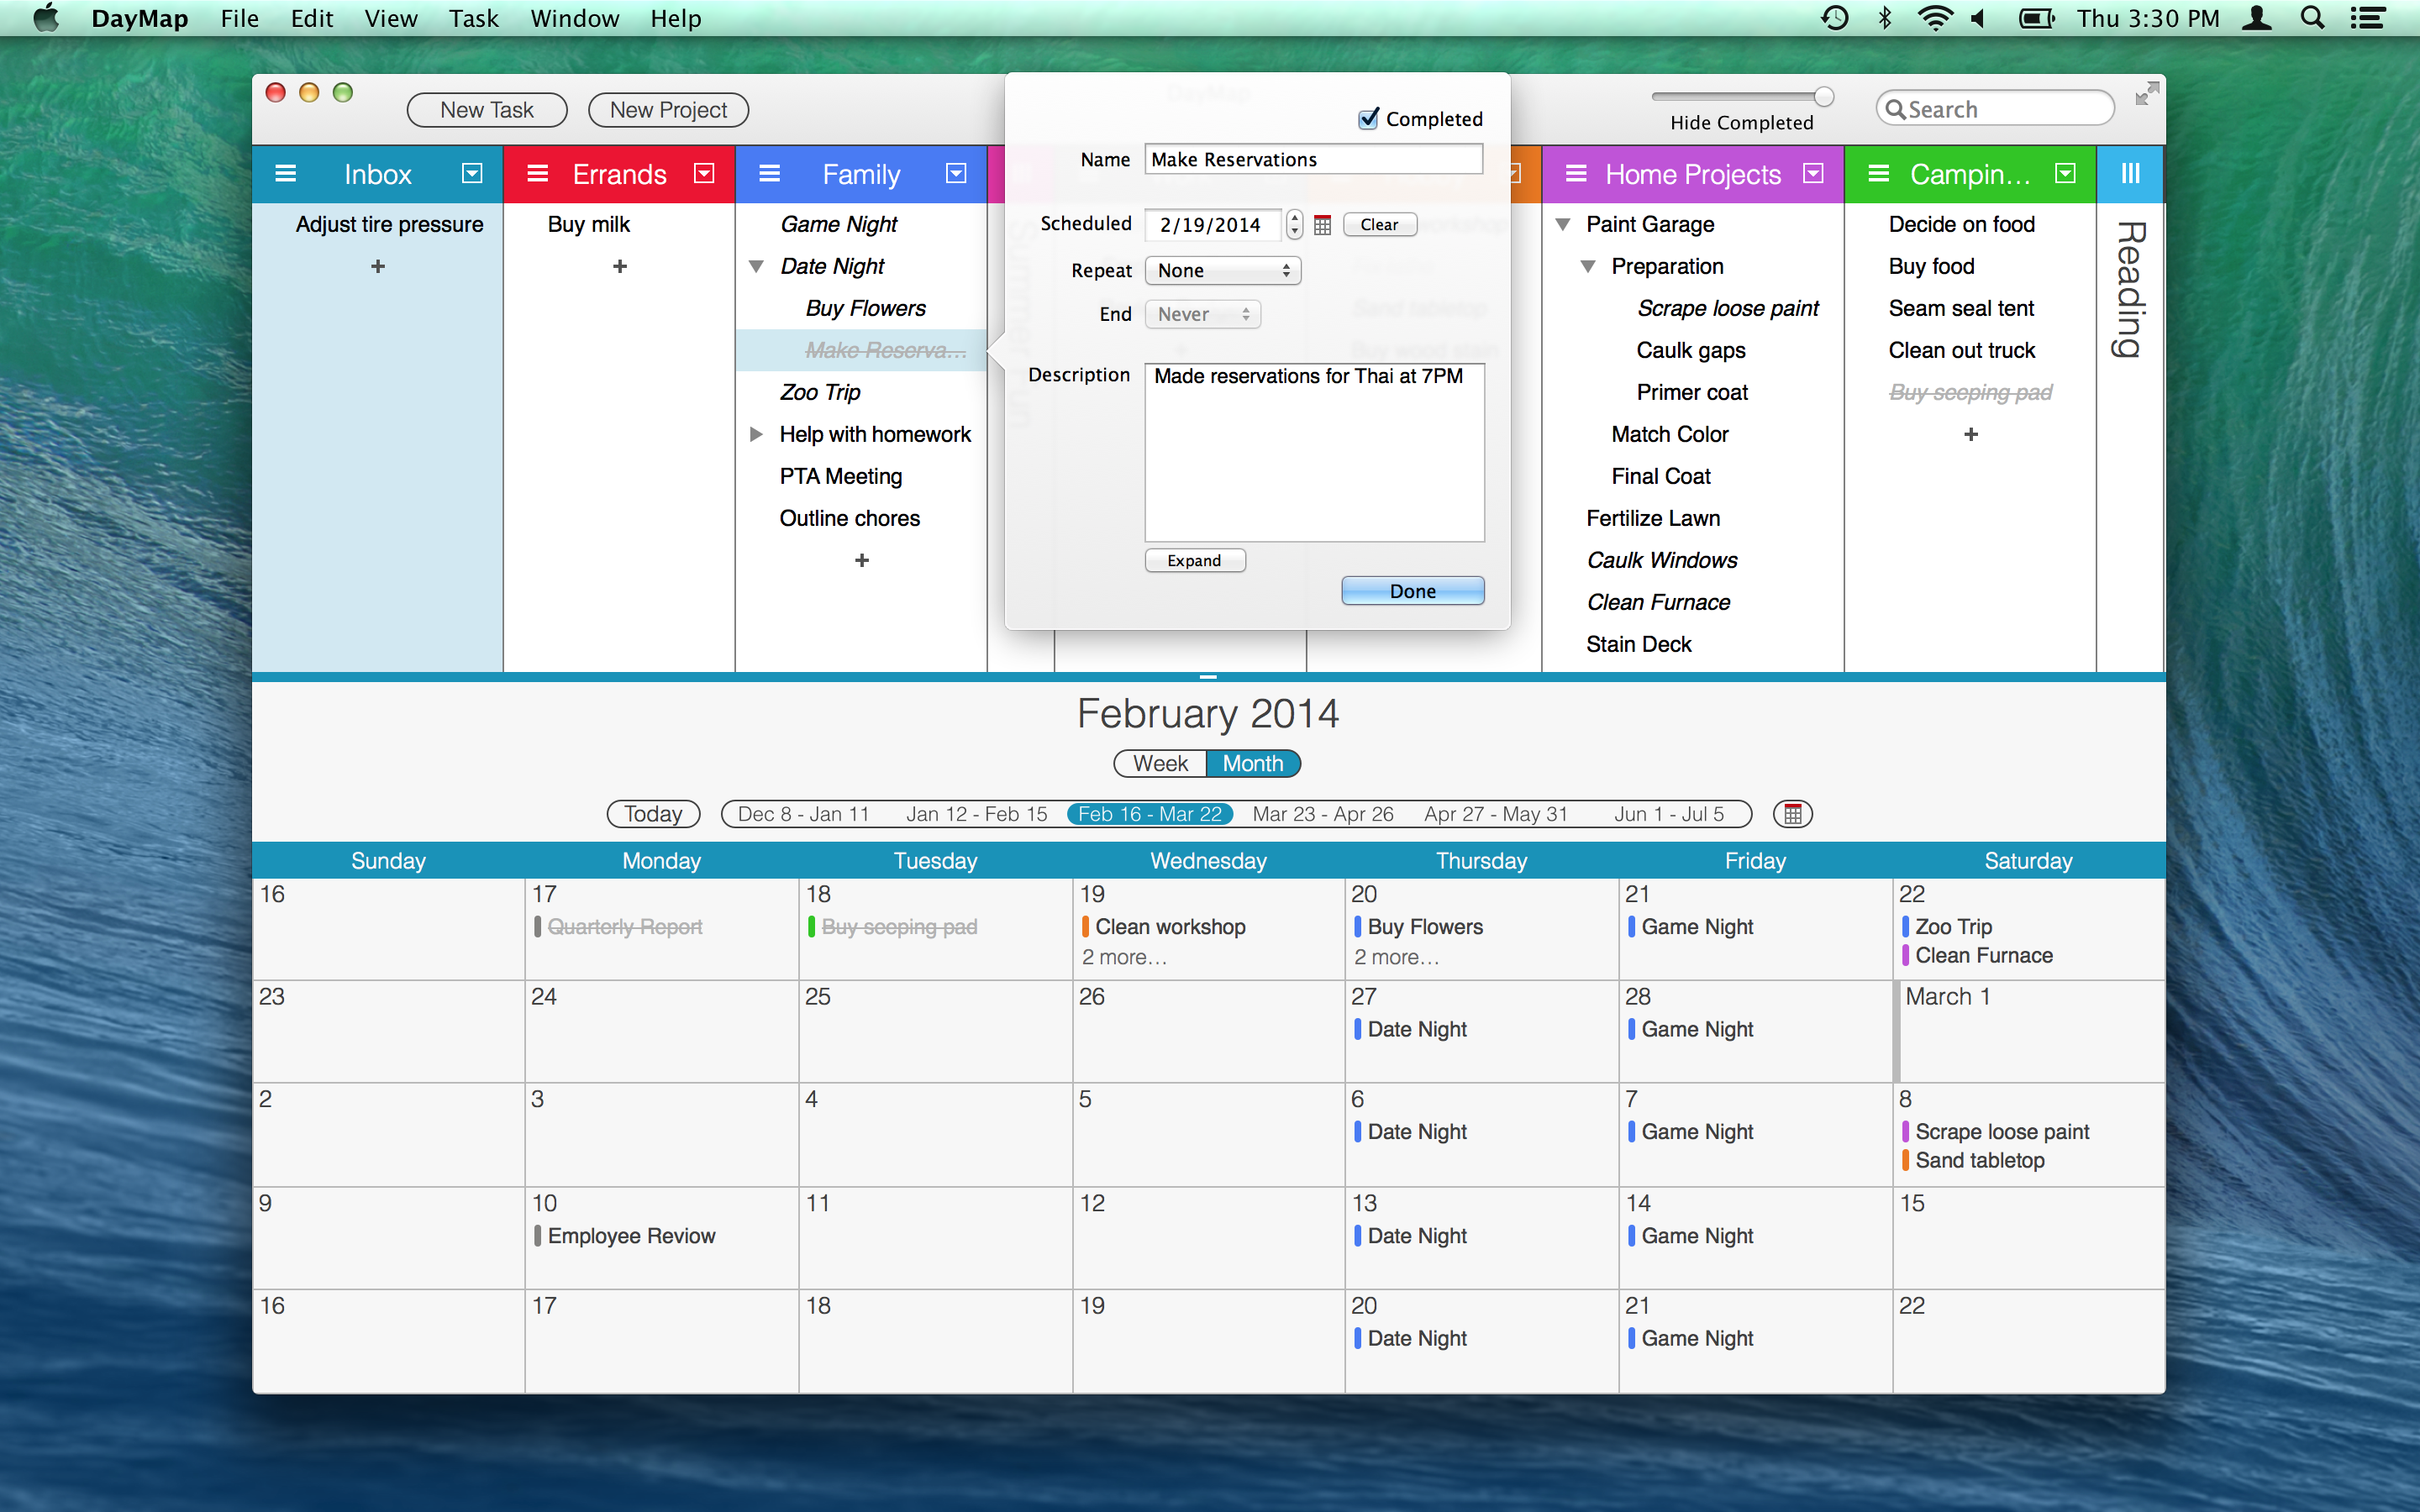 DayMap File Edit View Task Window Help Thu 3:30 PM
New Task New Project Hide Completed Search
Inbox Errands Family Home Projects Campin...
Adjust tire pressure
+
Buy milk
+
Game Night
Date Night
Buy Flowers
Make Reserva...
Zoo Trip
Help with homework
PTA Meeting
Outline chores
+
Completed
Name Make Reservations
Scheduled 2/19/2014 Clear
Repeat None
End Never
Description Made reservations for Thai at 7PM
Expand
Done
Paint Garage
Preparation
Scrape loose paint
Caulk gaps
Primer coat
Match Color
Final Coat
Fertilize Lawn
Caulk Windows
Clean Furnace
Stain Deck
Decide on food
Buy food
Seam seal tent
Clean out truck
Buy seeping pad
+
Reading
February 2014
Week Month
Today Dec 8 - Jan 11 Jan 12 - Feb 15 Feb 16 - Mar 22 Mar 23 - Apr 26 Apr 27 - May 31 Jun 1 - Jul 5
Sunday Monday Tuesday Wednesday Thursday Friday Saturday
16 17 18 19 20 21 22
Quarterly Report Buy seeping pad Clean workshop Buy Flowers Game Night Zoo Trip
2 more... 2 more... Clean Furnace
23 24 25 26 27 28 March 1
Date Night Game Night
2 3 4 5 6 7 8
Date Night Game Night Scrape loose paint
Sand tabletop
9 10 11 12 13 14 15
Employee Reviow Date Night Game Night
16 17 18 19 20 21 22
Date Night Game Night